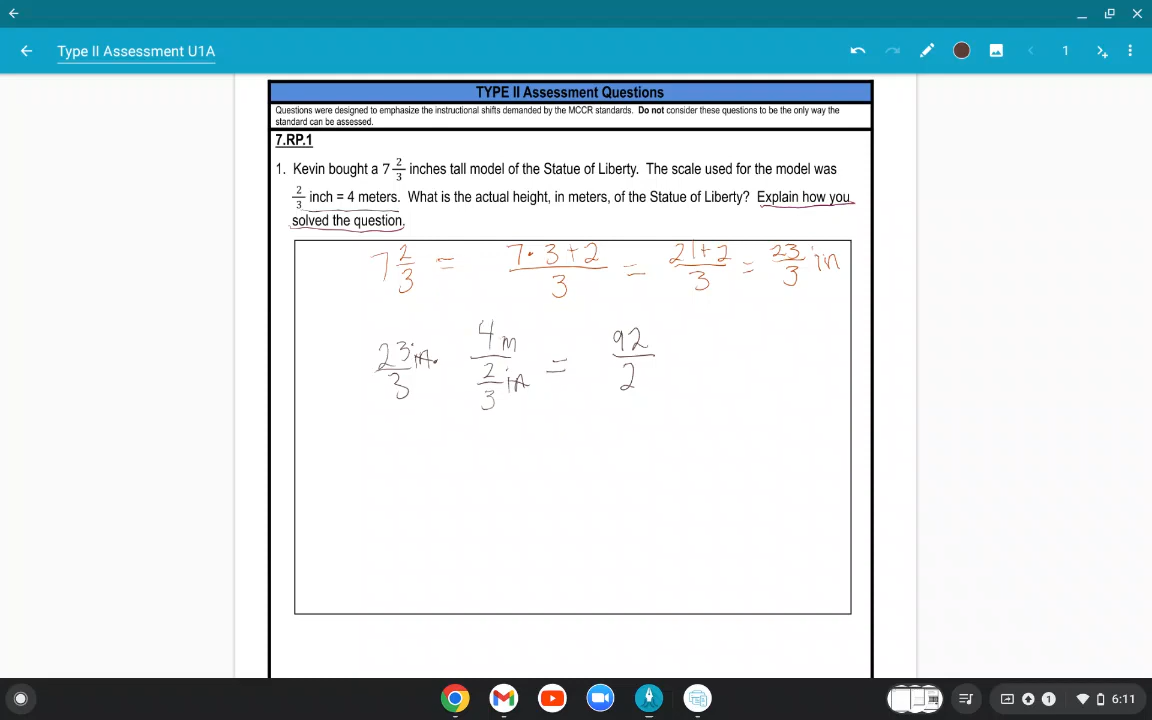 Type II Assessment U1A
1
TYPE II Assessment Questions
Questions were designed to emphasize the instructional shifts demanded by the MCCR standards. Do not consider these questions to be the only way the
standard can be assessed.
7.RP.1
1. Kevin bought a 7 2/3 inches tall model of the Statue of Liberty. The scale used for the model was
2/3 inch = 4 meters. What is the actual height, in meters, of the Statue of Liberty? Explain how you
solved the question.
7 2/3 = (7·3+2)/3 = (21+2)/3 = 23/3 in
23/3 in · 4m/(2/3 in) = 92/2
1
6:11